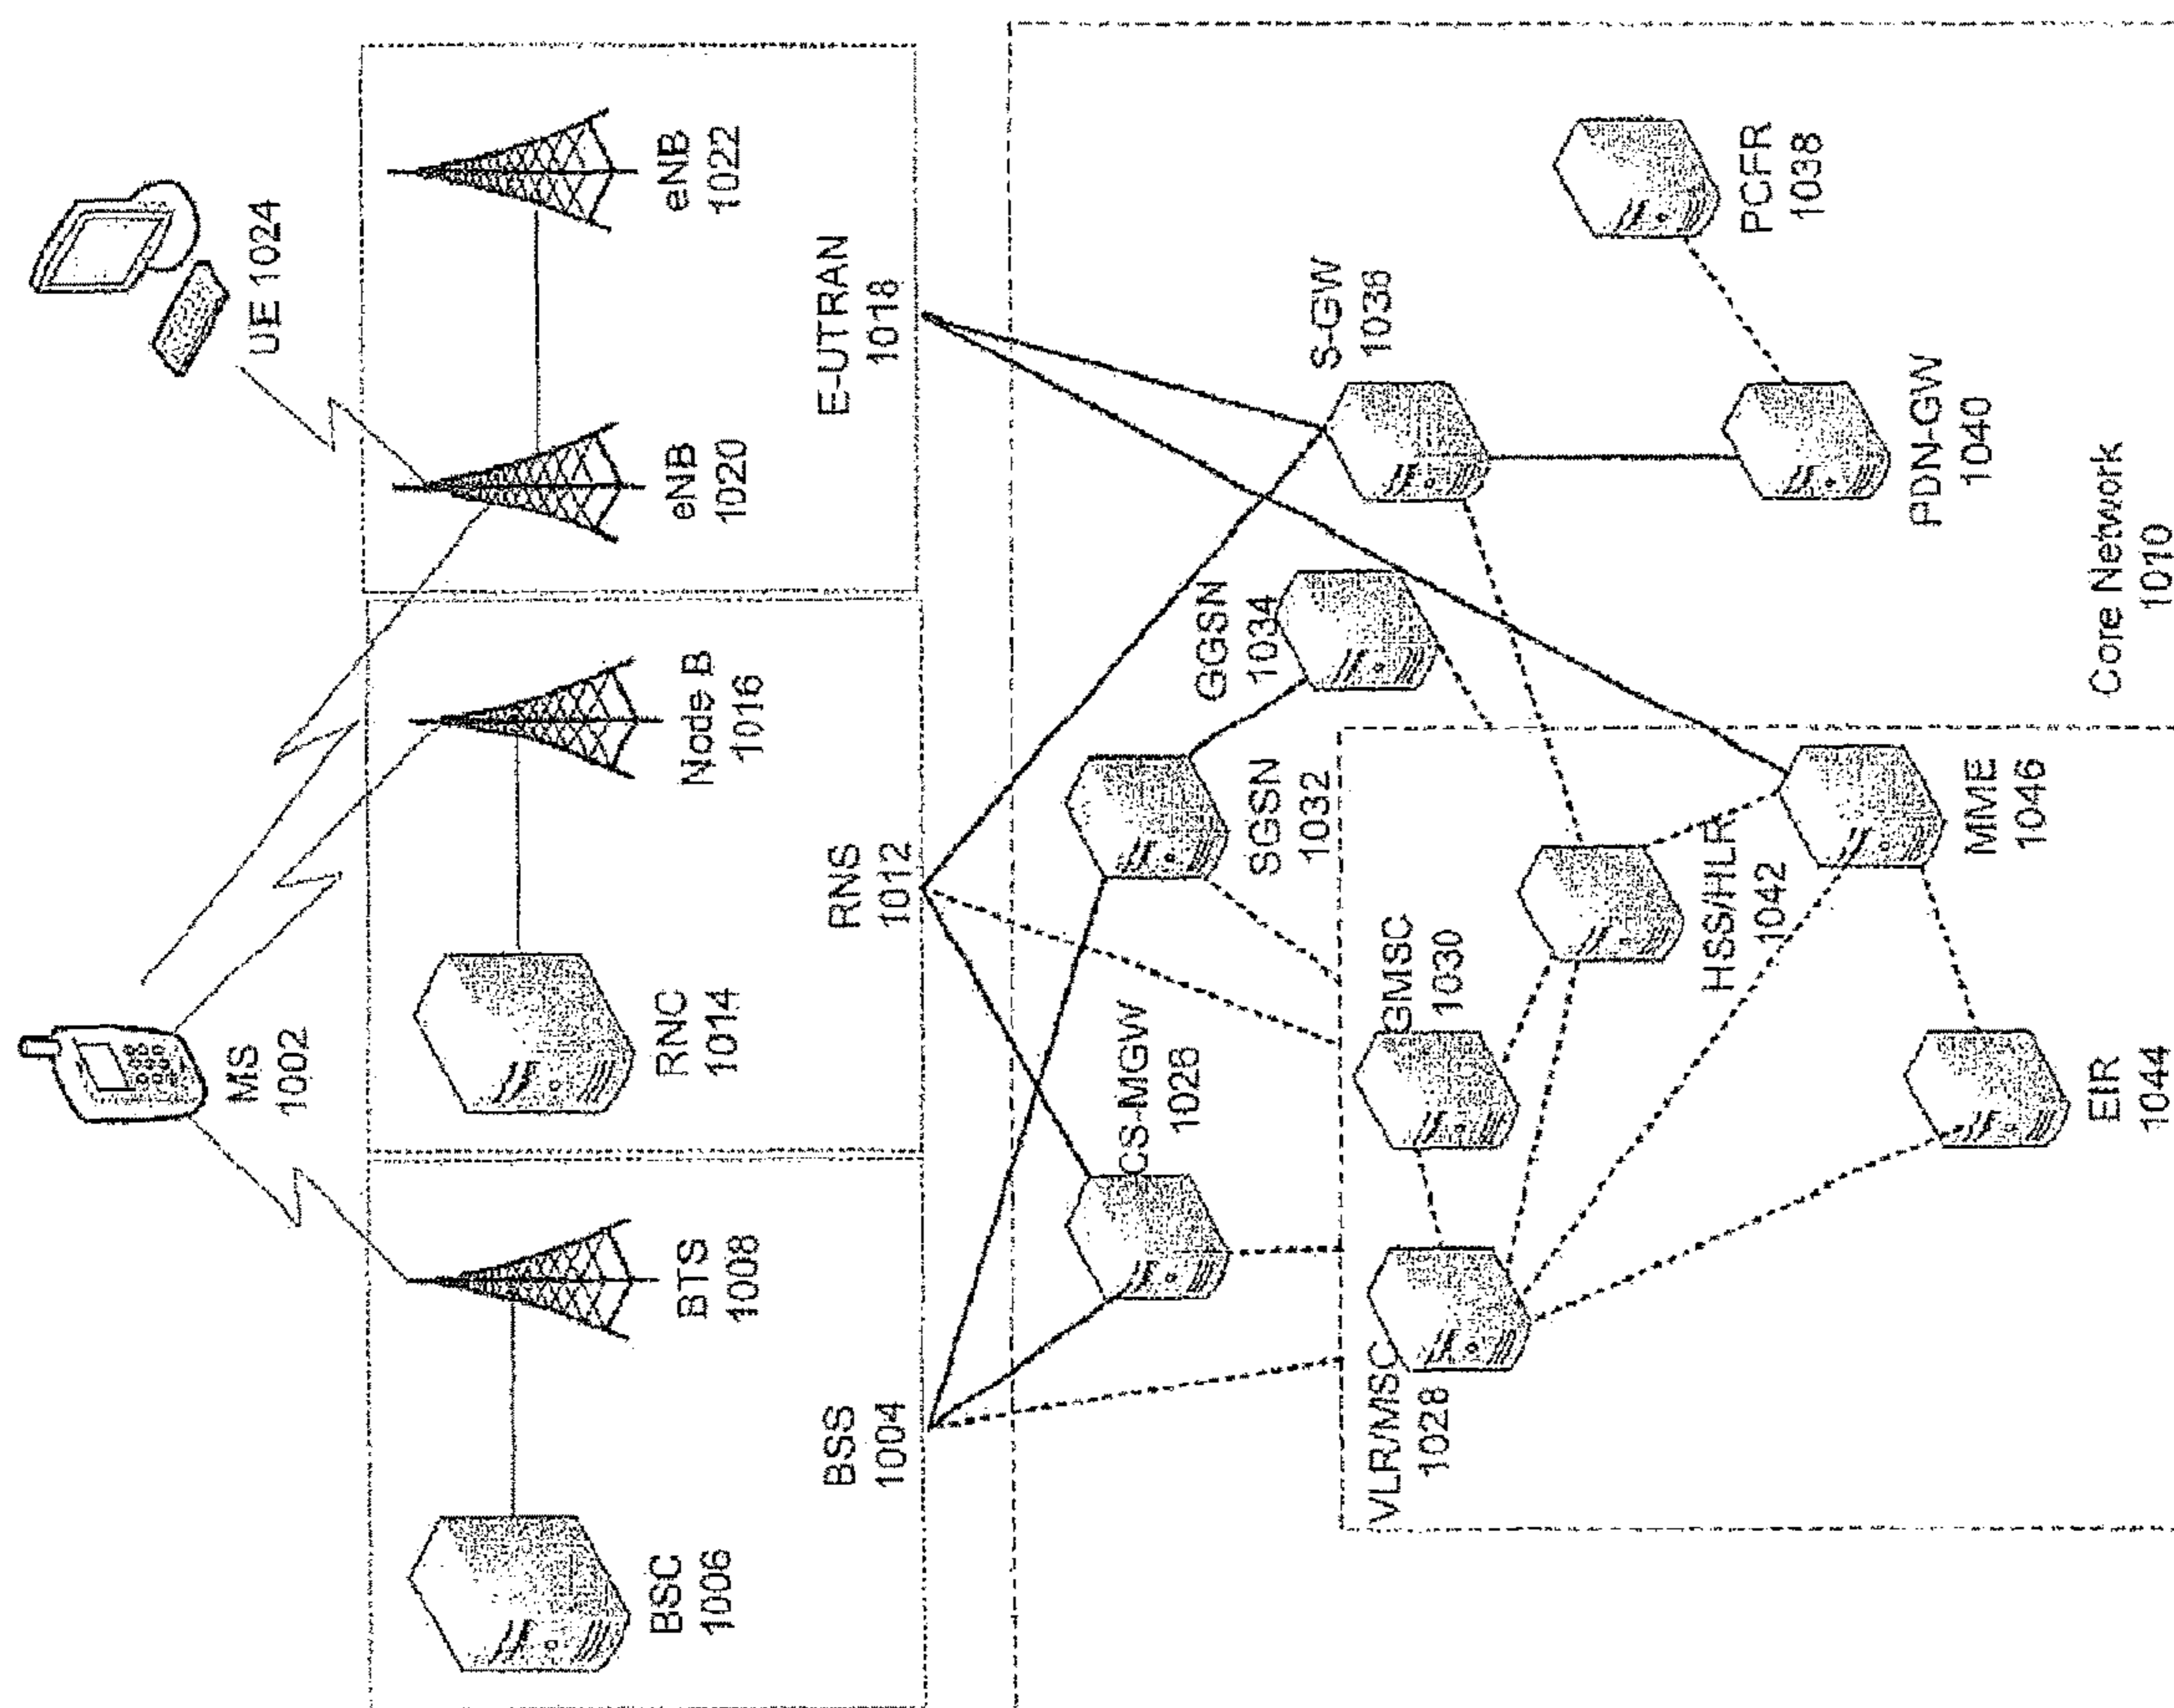 MS
1002
UE 1024
BSC
1006
BTS
1008
RNC
1014
Node B
1016
eNB
1020
eNB
1022
BSS
1004
RNS
1012
E-UTRAN
1018
CS-MGW
1026
SGSN
1032
GGSN
1034
S-GW
1036
VLR/MSC
1028
GMSC
1030
HSS/HLR
1042
PCFR
1038
MME
1046
PDN-GW
1040
EIR
1044
Core Network
1010